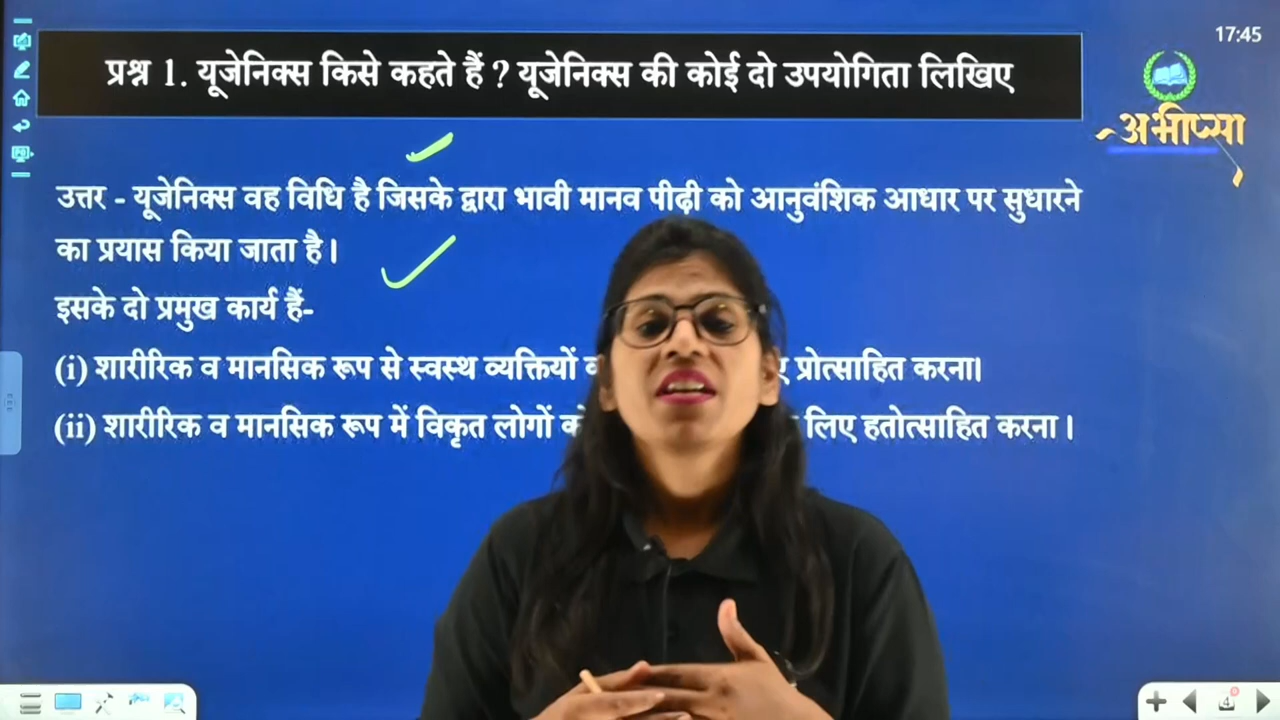 17:45
प्रश्न 1. यूजेनिक्स किसे कहते हैं ? यूजेनिक्स की कोई दो उपयोगिता लिखिए
अभीप्सा
उत्तर - यूजेनिक्स वह विधि है जिसके द्वारा भावी मानव पीढ़ी को आनुवंशिक आधार पर सुधारने
का प्रयास किया जाता है।
इसके दो प्रमुख कार्य हैं-
(i) शारीरिक व मानसिक रूप से स्वस्थ व्यक्तियों प्रोत्साहित करना।
(ii) शारीरिक व मानसिक रूप में विकृत लोगों लिए हतोत्साहित करना।
4